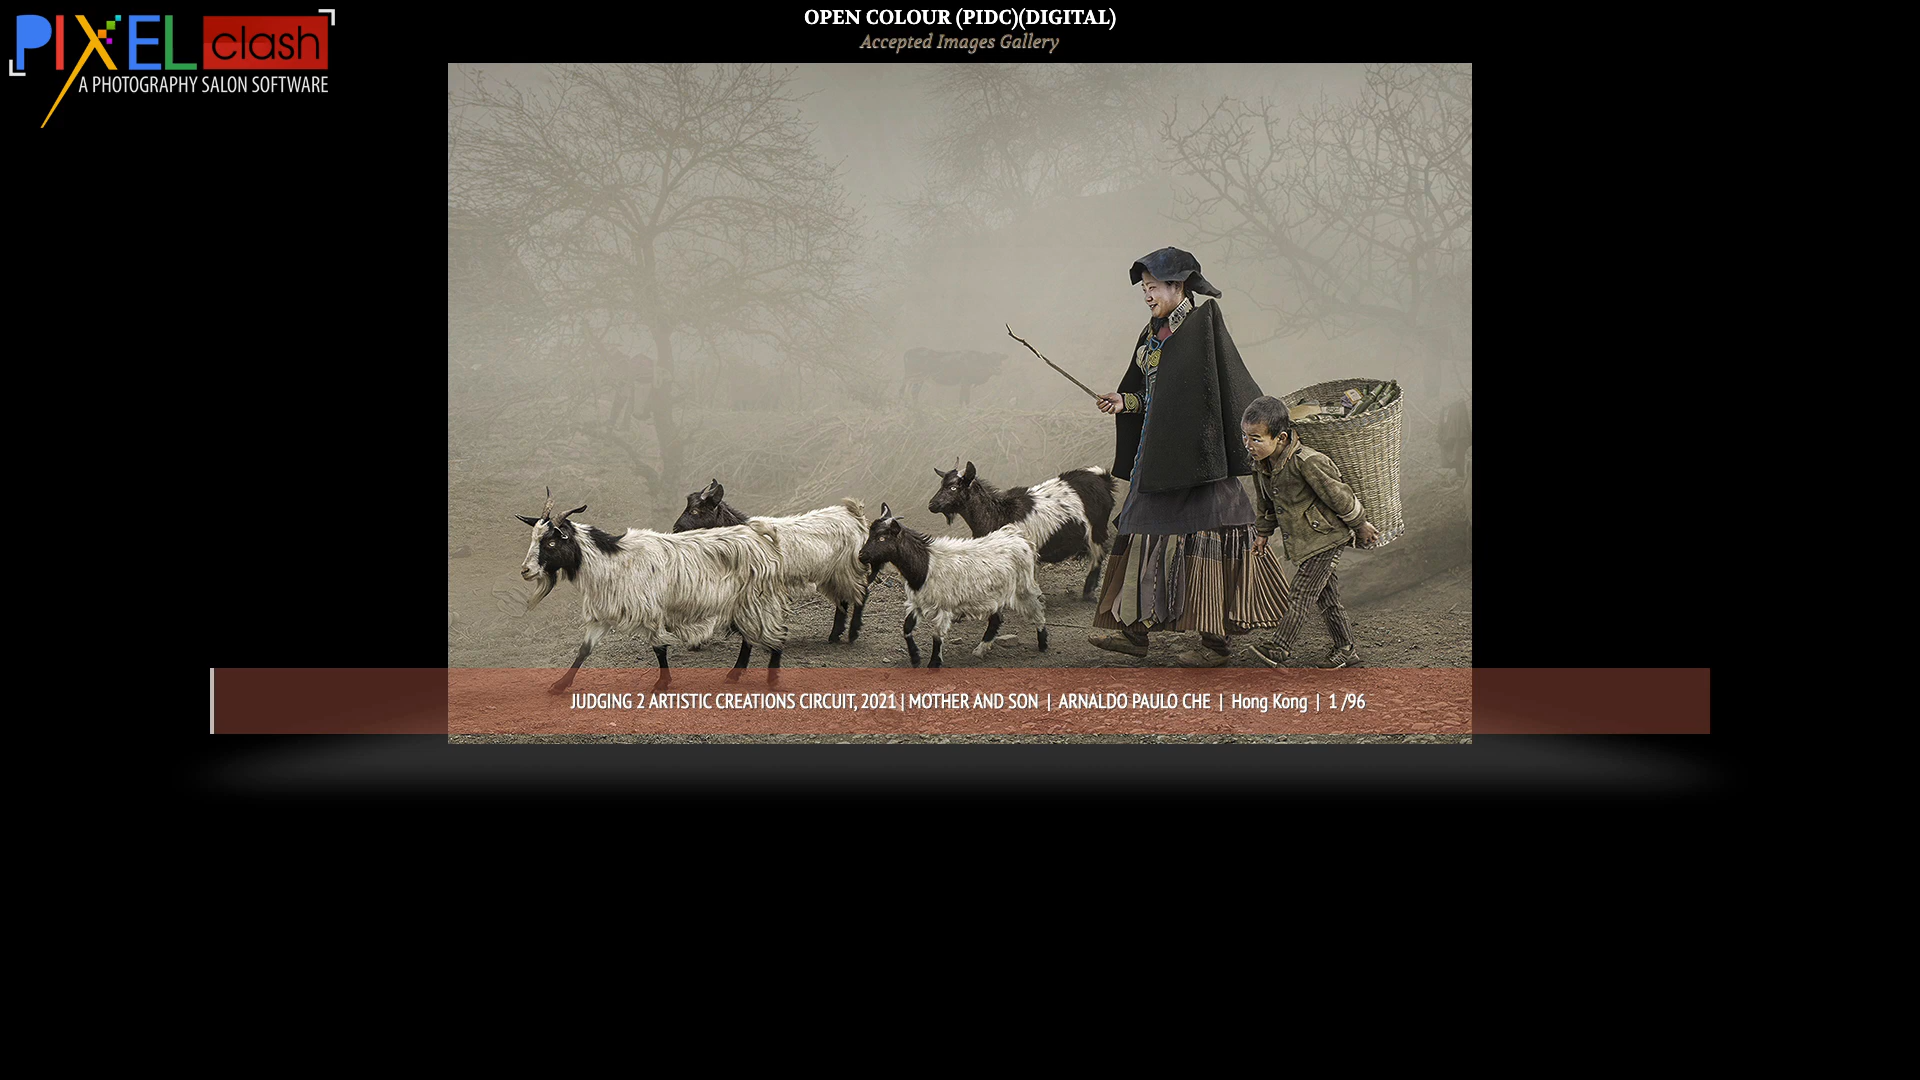 PIXEL clash
A PHOTOGRAPHY SALON SOFTWARE
OPEN COLOUR (PIDC)(DIGITAL)
Accepted Images Gallery
JUDGING 2 ARTISTIC CREATIONS CIRCUIT, 2021 | MOTHER AND SON | ARNALDO PAULO CHE | Hong Kong | 1 /96